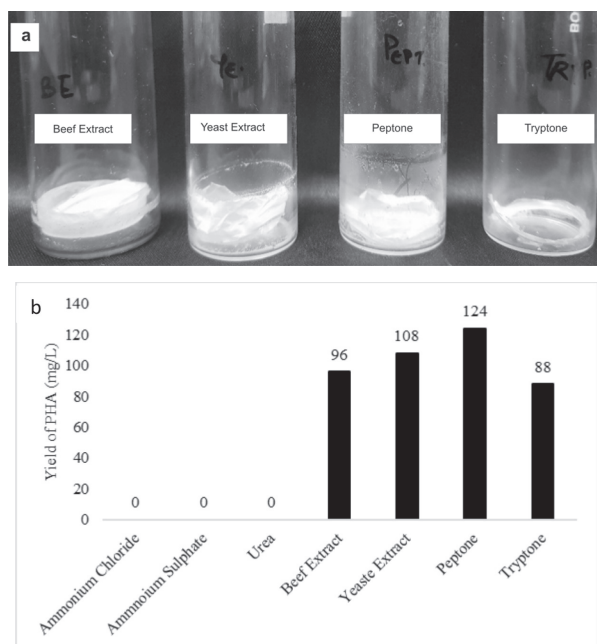 a
BE
Ye.
PEPT
TRiP.
BO
Beef Extract
Yeast Extract
Peptone
Tryptone
b
Yield of PHA (mg/L)
140
120
100
80
60
40
20
0
0
0
0
96
108
124
88
Ammonium Chloride
Ammnoium Sulphate
Urea
Beef Extract
Yeaste Extract
Peptone
Tryptone